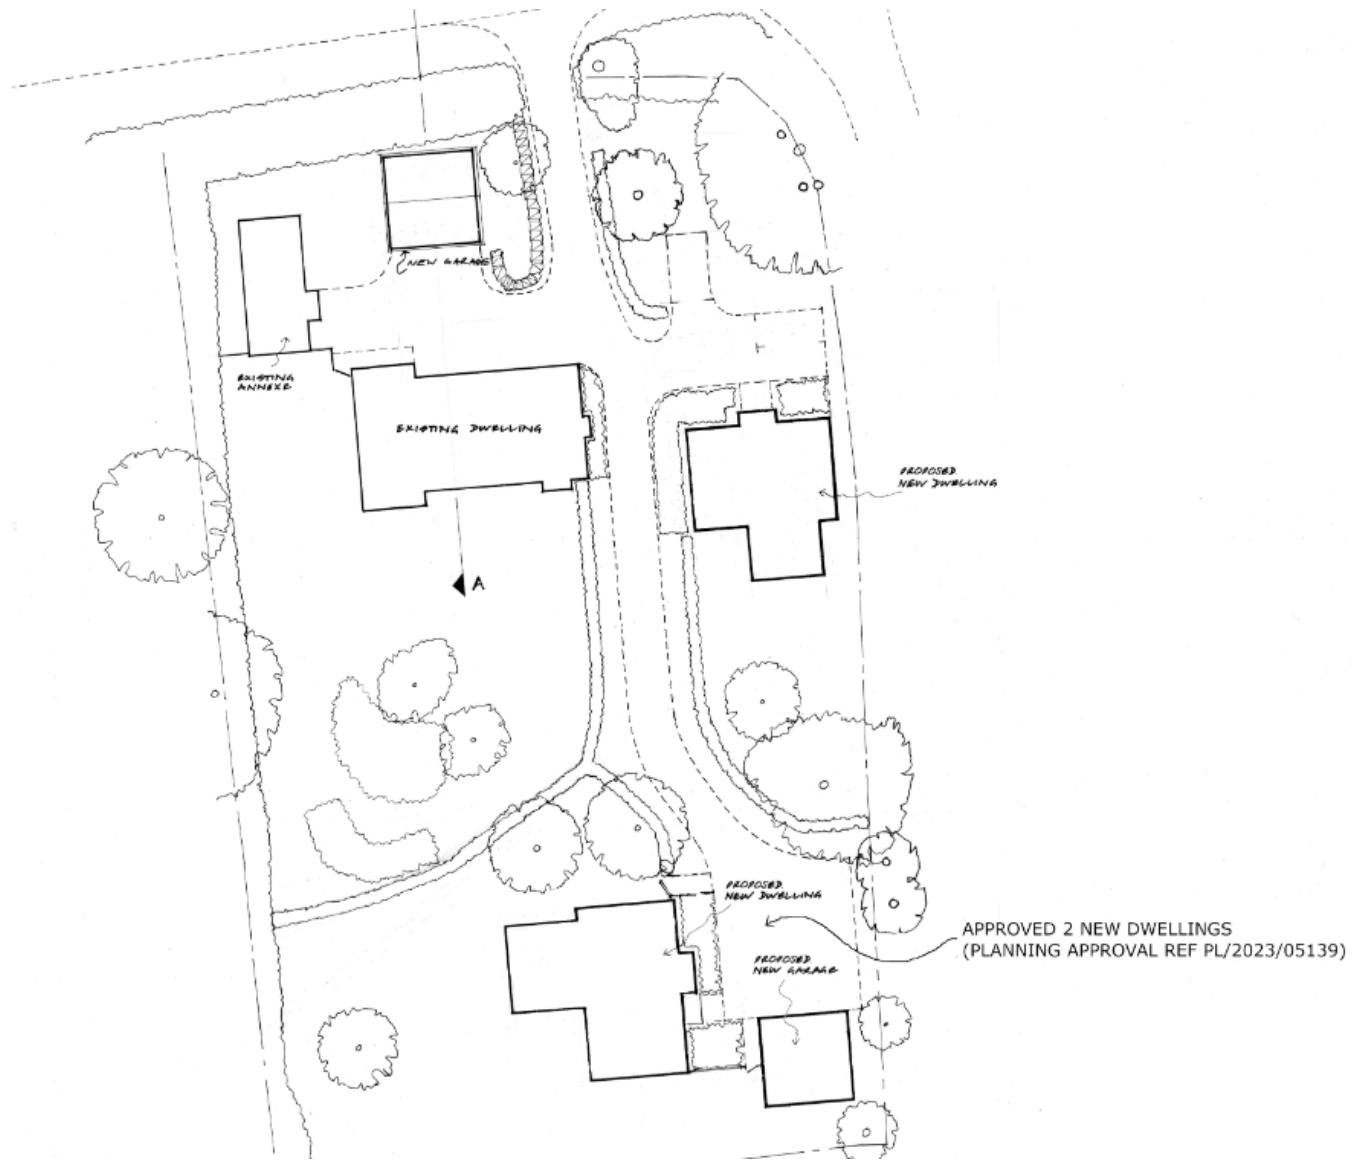 NEW GARAGE
EXISTING
ANNEXE
EXISTING DWELLING
PROPOSED
NEW DWELLING
A
PROPOSED
NEW DWELLING
APPROVED 2 NEW DWELLINGS
(PLANNING APPROVAL REF PL/2023/05139)
PROPOSED
NEW GARAGE